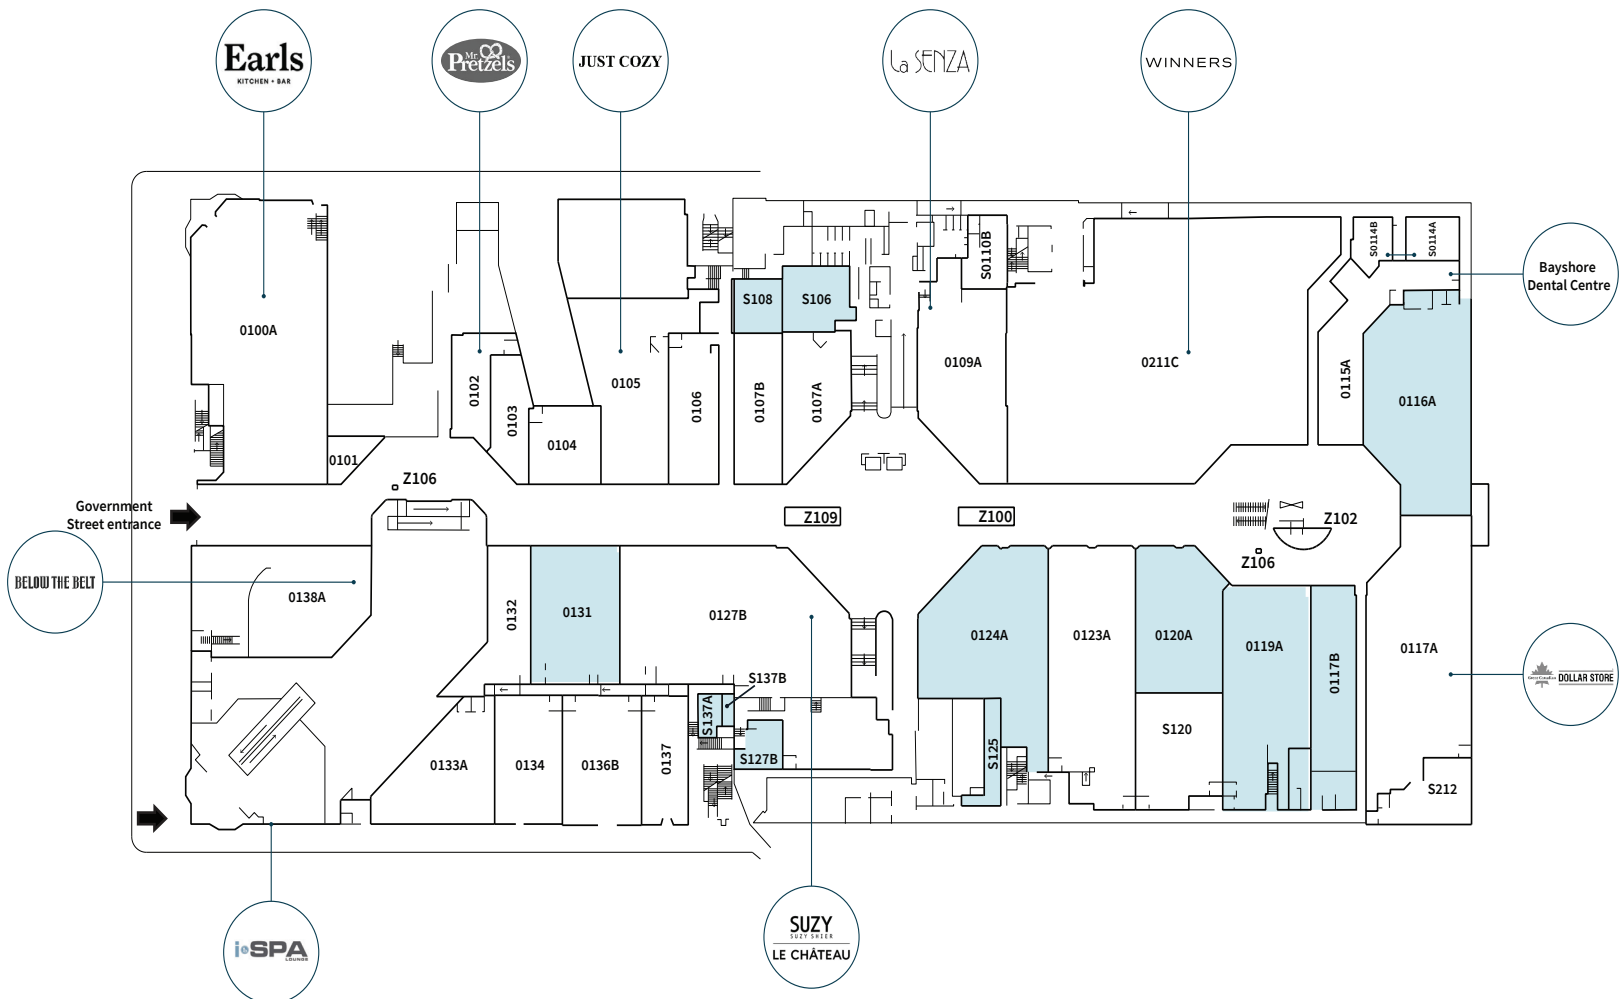 Earls
KITCHEN + BAR
Mr.
Pretzels
JUST COZY
La SENZA
WINNERS
0100A
S108
S106
S0110B
S0114B
S0114A
Bayshore
Dental Centre
0101
0102
0103
0104
0105
0106
0107B
0107A
0109A
0211C
0115A
0116A
Z106
Government
Street entrance
Z109
Z100
Z102
Z106
BELOW THE BELT
0138A
0132
0131
0127B
0124A
0123A
0120A
0119A
0117B
0117A
DOLLAR STORE
S137B
S137A
S127B
S125
S120
S212
0133A
0134
0136B
0137
i SPA
LOUNGE
SUZY
SUZY SHIER
LE CHÂTEAU